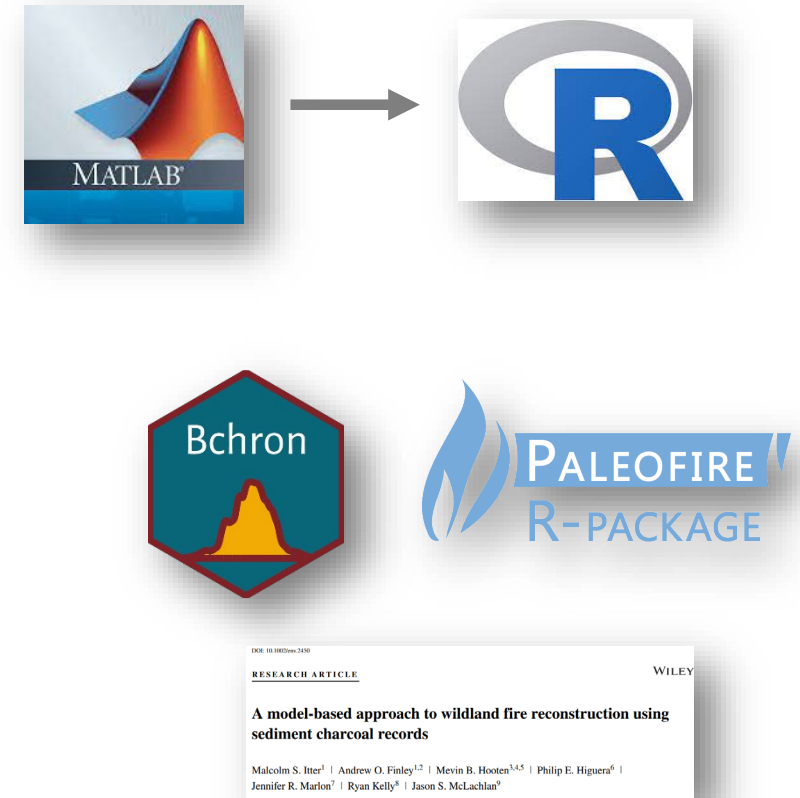 MATLAB®
R
Bchron
PALEOFIRE
R-PACKAGE
DOI: 10.1002/env.2450
RESEARCH ARTICLE
WILEY
A model-based approach to wildland fire reconstruction using
sediment charcoal records
Malcolm S. Itter¹ | Andrew O. Finley¹,² | Mevin B. Hooten³,⁴,⁵ | Philip E. Higuera⁶ |
Jennifer R. Marlon⁷ | Ryan Kelly⁸ | Jason S. McLachlan⁹